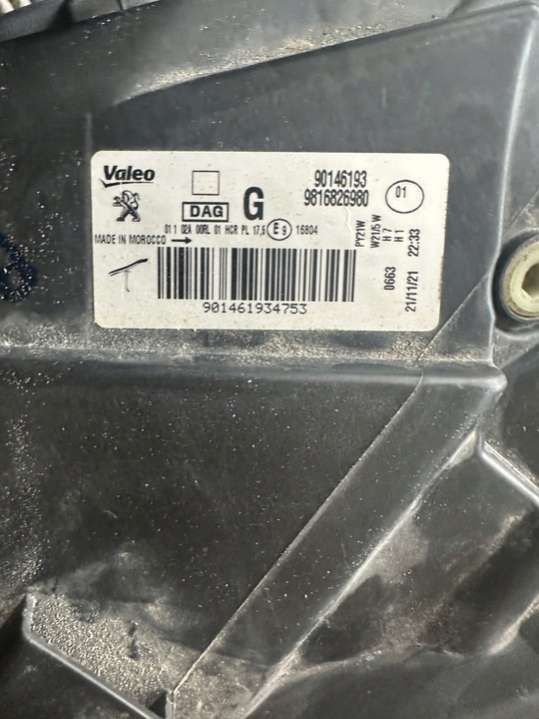 Valeo
90146193
9816826980
01
DAG
G
01 1 02A 00RL 01 HCR PL 17,5 E9 16804
MADE IN MOROCCO →
PY21W
W21/5W
H7
H1
22:33
0663
21/11/21
901461934753